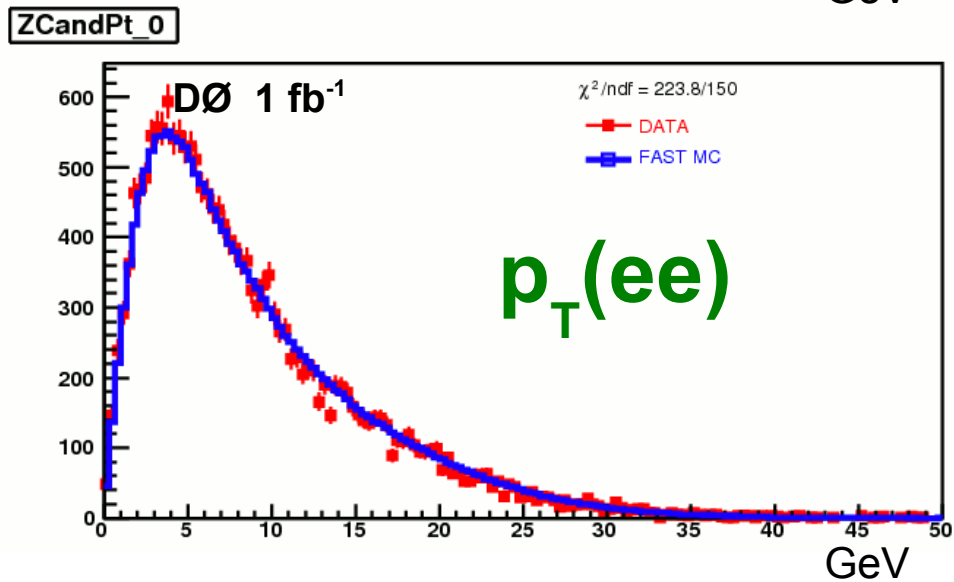 GeV
ZCandPt_0
DØ 1 fb-1
χ2/ndf = 223.8/150
DATA
FAST MC
pT(ee)
600
500
400
300
200
100
0
0 5 10 15 20 25 30 35 40 45 50
GeV